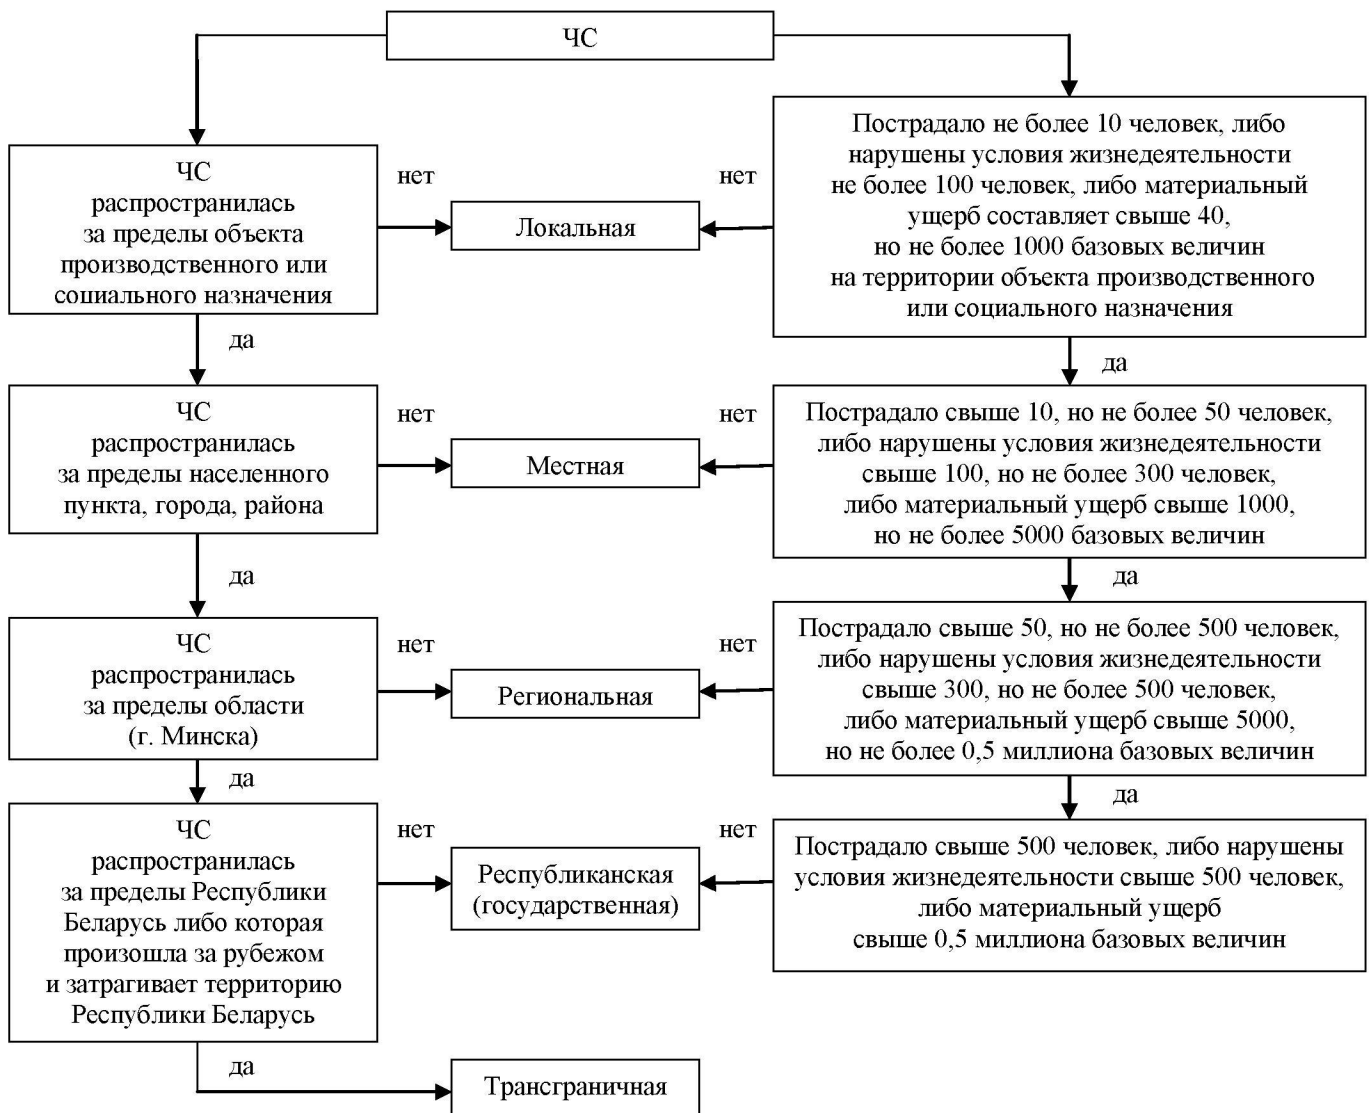 ЧС
ЧС
распространилась
за пределы объекта
производственного или
социального назначения
нет
Локальная
нет
Пострадало не более 10 человек, либо
нарушены условия жизнедеятельности
не более 100 человек, либо материальный
ущерб составляет свыше 40,
но не более 1000 базовых величин
на территории объекта производственного
или социального назначения
да
да
ЧС
распространилась
за пределы населенного
пункта, города, района
нет
Местная
нет
Пострадало свыше 10, но не более 50 человек,
либо нарушены условия жизнедеятельности
свыше 100, но не более 300 человек,
либо материальный ущерб свыше 1000,
но не более 5000 базовых величин
да
да
ЧС
распространилась
за пределы области
(г. Минска)
нет
Региональная
нет
Пострадало свыше 50, но не более 500 человек,
либо нарушены условия жизнедеятельности
свыше 300, но не более 500 человек,
либо материальный ущерб свыше 5000,
но не более 0,5 миллиона базовых величин
да
да
ЧС
распространилась
за пределы Республики
Беларусь либо которая
произошла за рубежом
и затрагивает территорию
Республики Беларусь
нет
Республиканская
(государственная)
нет
Пострадало свыше 500 человек, либо нарушены
условия жизнедеятельности свыше 500 человек,
либо материальный ущерб
свыше 0,5 миллиона базовых величин
да
Трансграничная